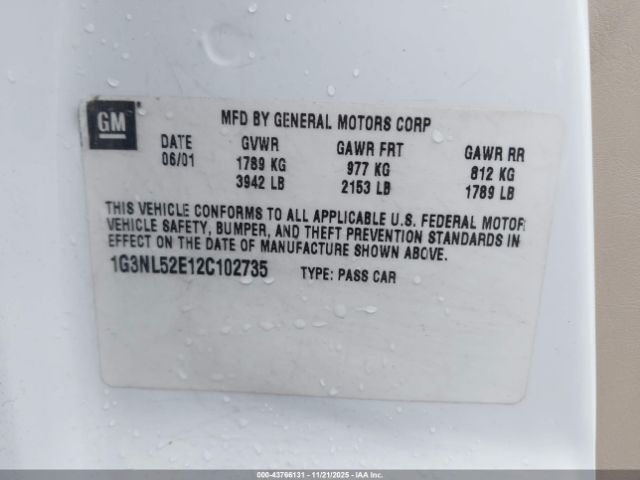 GM
MFD BY GENERAL MOTORS CORP
DATE GVWR GAWR FRT GAWR RR
06/01 1789 KG 977 KG 812 KG
3942 LB 2153 LB 1789 LB
THIS VEHICLE CONFORMS TO ALL APPLICABLE U.S. FEDERAL MOTOR
VEHICLE SAFETY, BUMPER, AND THEFT PREVENTION STANDARDS IN
EFFECT ON THE DATE OF MANUFACTURE SHOWN ABOVE.
1G3NL52E12C102735 TYPE: PASS CAR
000-43766131 - 11/21/2025 - IAAI.COM